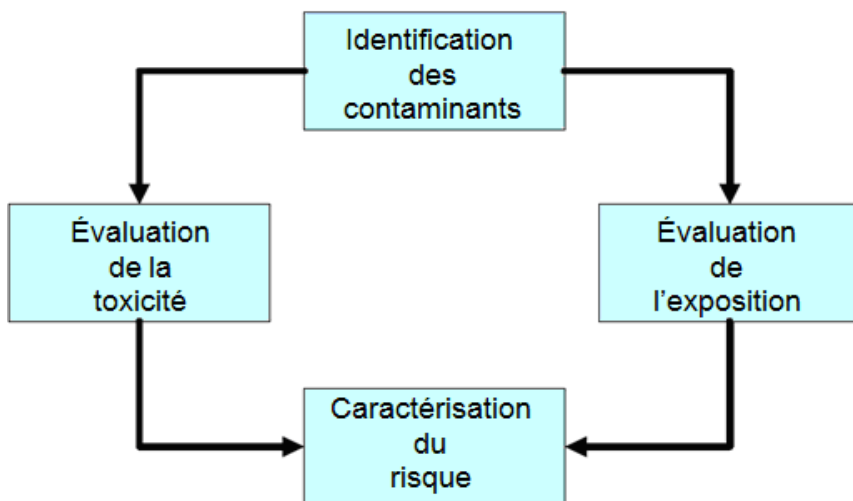 Identification
des
contaminants
Évaluation
de la
toxicité
Évaluation
de
l’exposition
Caractérisation
du
risque